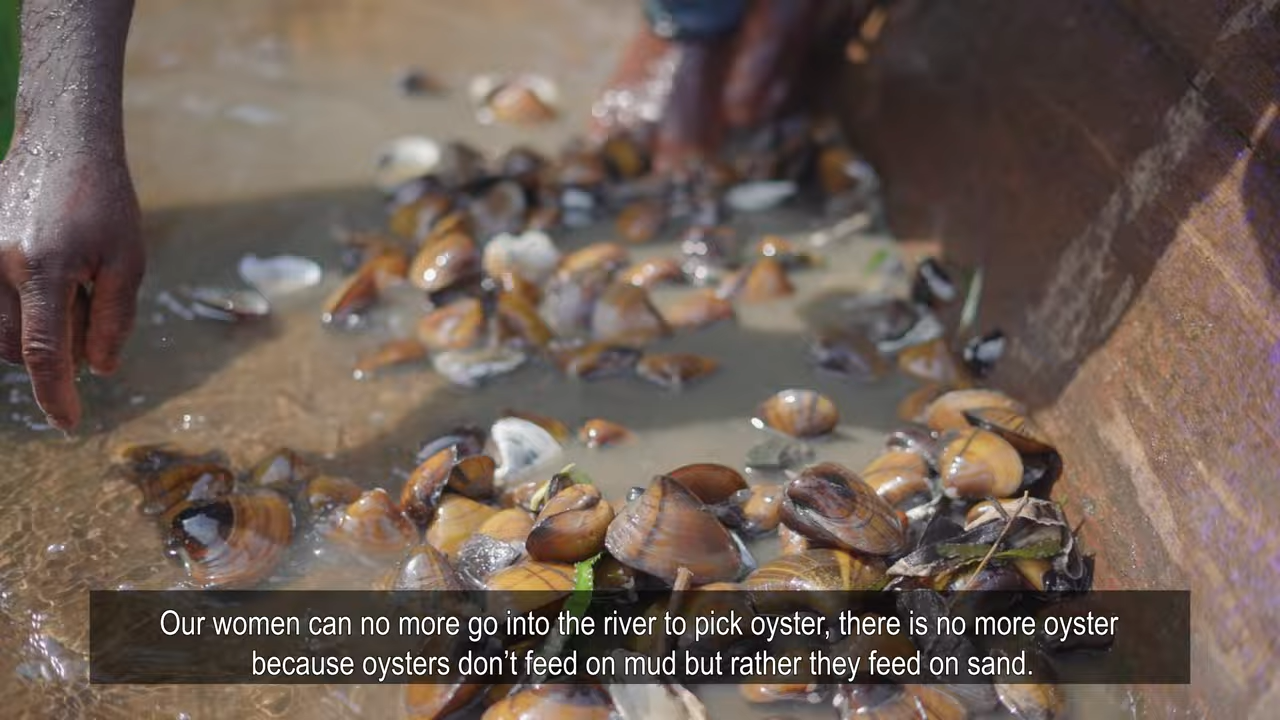 Our women can no more go into the river to pick oyster, there is no more oyster
because oysters don’t feed on mud but rather they feed on sand.